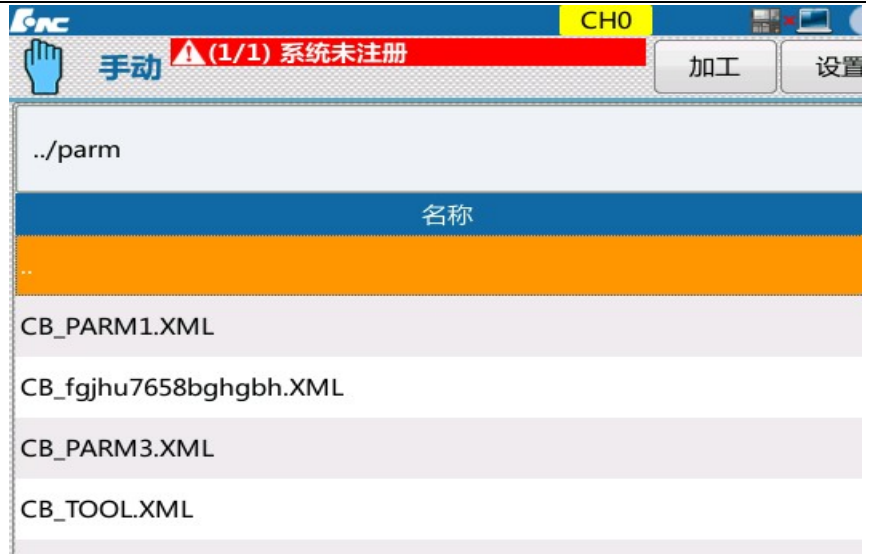 CH0
手动
(1/1) 系统未注册
加工
设置
../parm
名称
..
CB_PARM1.XML
CB_fgjhu7658bghgbh.XML
CB_PARM3.XML
CB_TOOL.XML